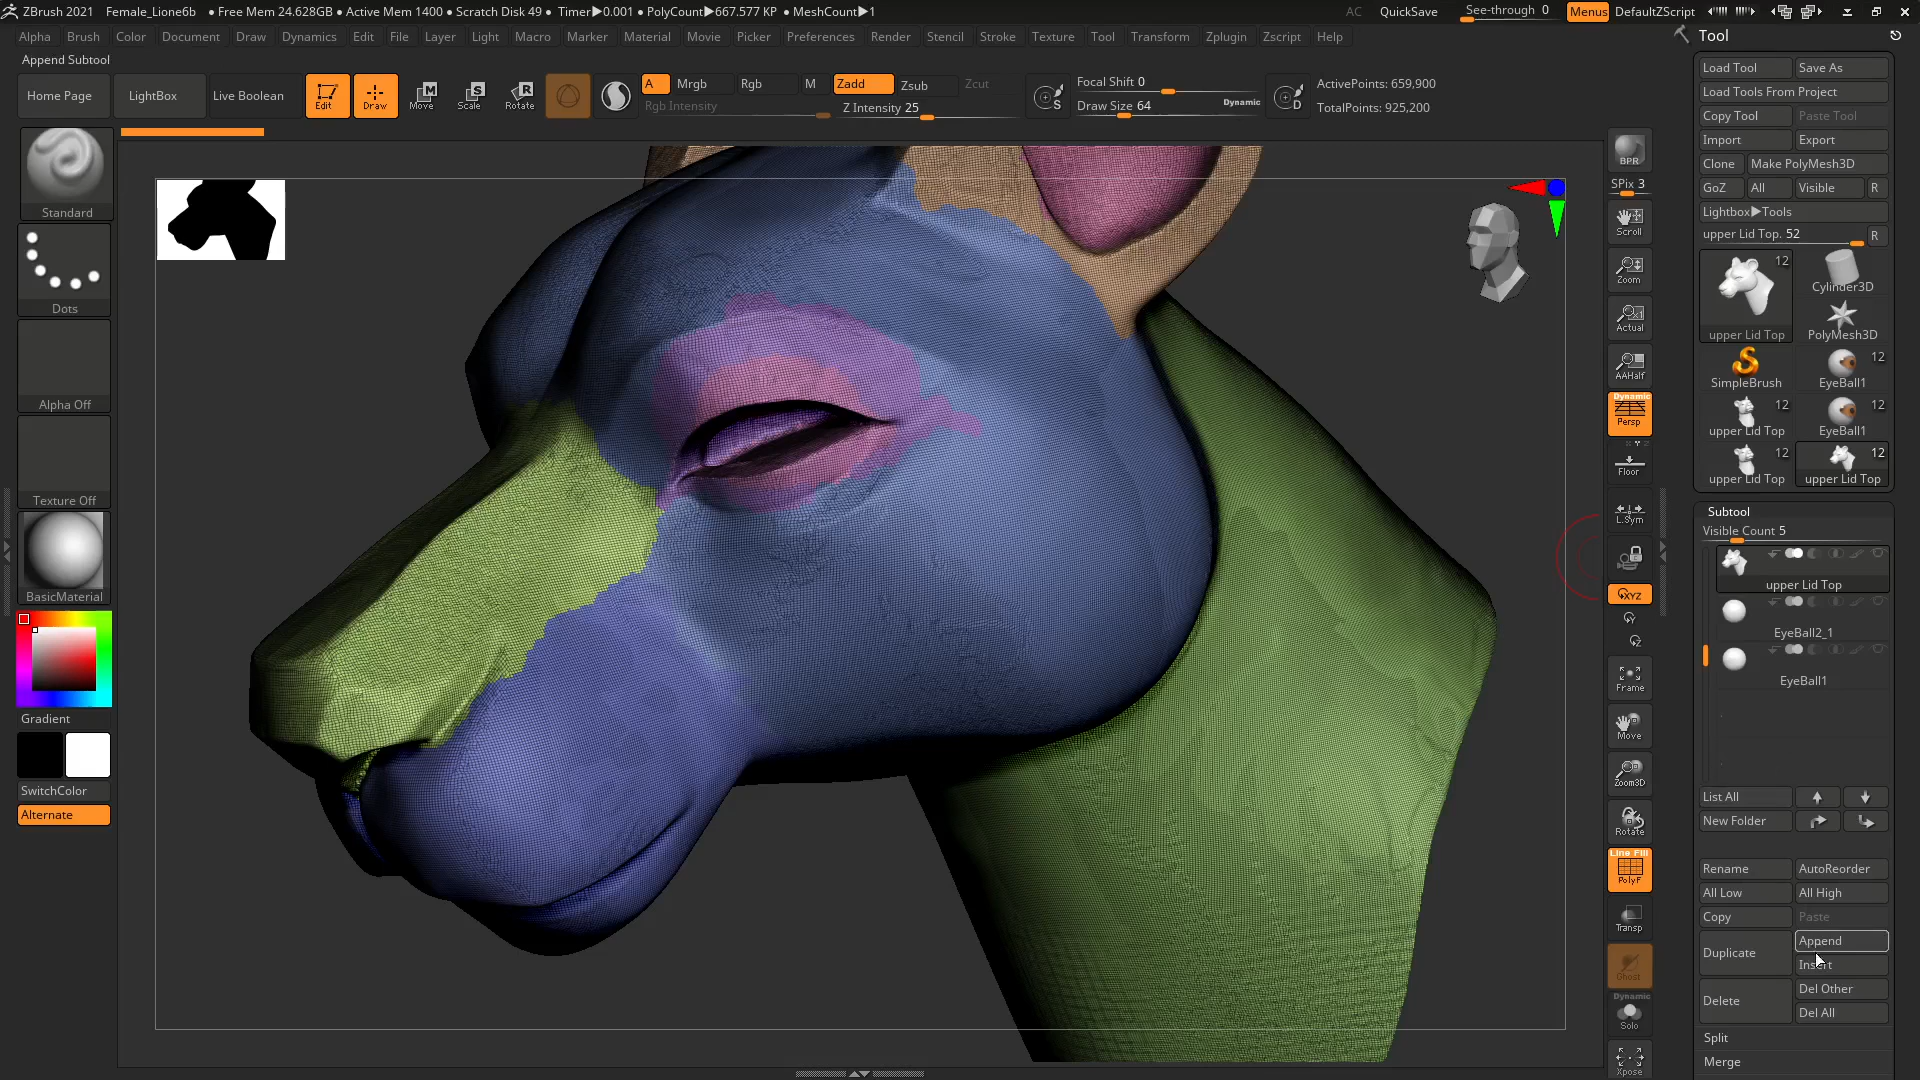 ZBrush 2021 Female_Lione6b • Free Mem 24.628GB • Active Mem 1400 • Scratch Disk 49 • Timer▶0.001 • PolyCount▶667.577 KP • MeshCount▶1 AC QuickSave See-through 0 Menus DefaultZScript
Alpha Brush Color Document Draw Dynamics Edit File Layer Light Macro Marker Material Movie Picker Preferences Render Stencil Stroke Texture Tool Transform Zplugin Zscript Help
Append Subtool
Home Page LightBox Live Boolean Edit Draw Move Scale Rotate
A Mrgb Rgb M Zadd Zsub Zcut
Rgb Intensity Z Intensity 25
Focal Shift 0
Draw Size 64 Dynamic
ActivePoints: 659,900
TotalPoints: 925,200
Standard
Dots
Alpha Off
Texture Off
BasicMaterial
Gradient
SwitchColor
Alternate
BPR
SPix 3
Scroll
Zoom
Actual
AAHalf
Dynamic
Persp
Floor
L.Sym
XYZ
Frame
Move
Zoom3D
Rotate
Line Fill
PolyF
Transp
Ghost
Dynamic
Solo
Xpose
Tool
Load Tool Save As
Load Tools From Project
Copy Tool Paste Tool
Import Export
Clone Make PolyMesh3D
GoZ All Visible R
Lightbox▶Tools
upper Lid Top. 52 R
12
Cylinder3D
upper Lid Top PolyMesh3D
12
SimpleBrush EyeBall1
12 12
upper Lid Top EyeBall1
12 12
upper Lid Top upper Lid Top
Subtool
Visible Count 5
upper Lid Top
EyeBall2_1
EyeBall1
List All
New Folder
Rename AutoReorder
All Low All High
Copy Paste
Duplicate Append
Insert
Delete Del Other
Del All
Split
Merge